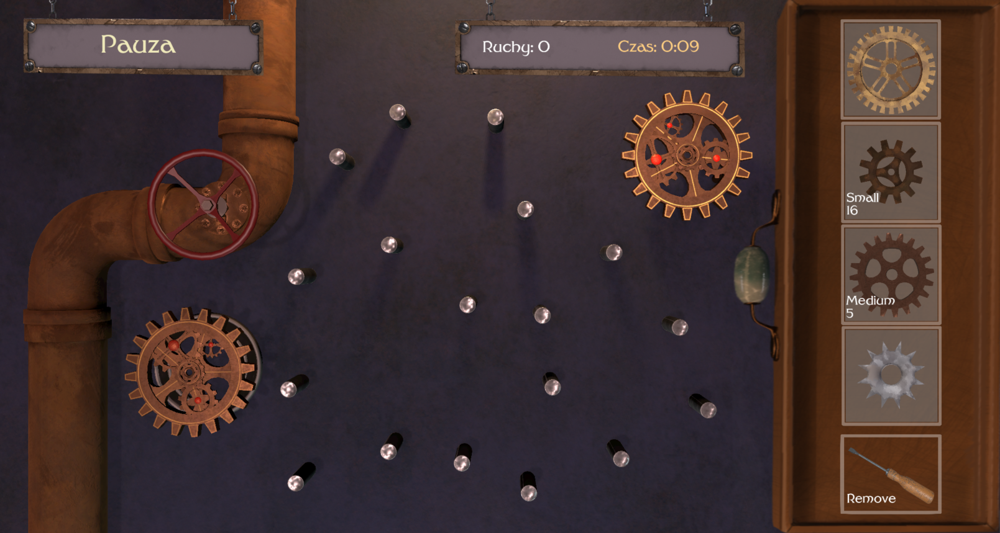 Pauza
Ruchy: 0
Czas: 0:09
Small
16
Medium
5
Remove